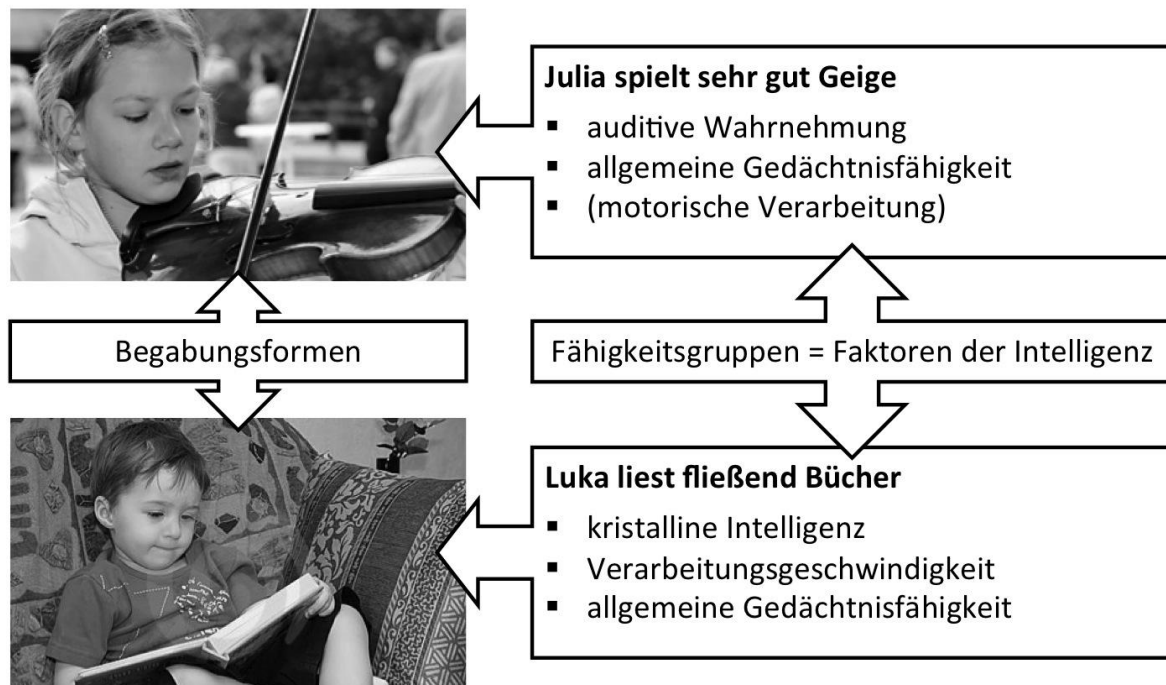 Julia spielt sehr gut Geige
▪ auditive Wahrnehmung
▪ allgemeine Gedächtnisfähigkeit
▪ (motorische Verarbeitung)
Begabungsformen
Fähigkeitsgruppen = Faktoren der Intelligenz
Luka liest fließend Bücher
▪ kristalline Intelligenz
▪ Verarbeitungsgeschwindigkeit
▪ allgemeine Gedächtnisfähigkeit